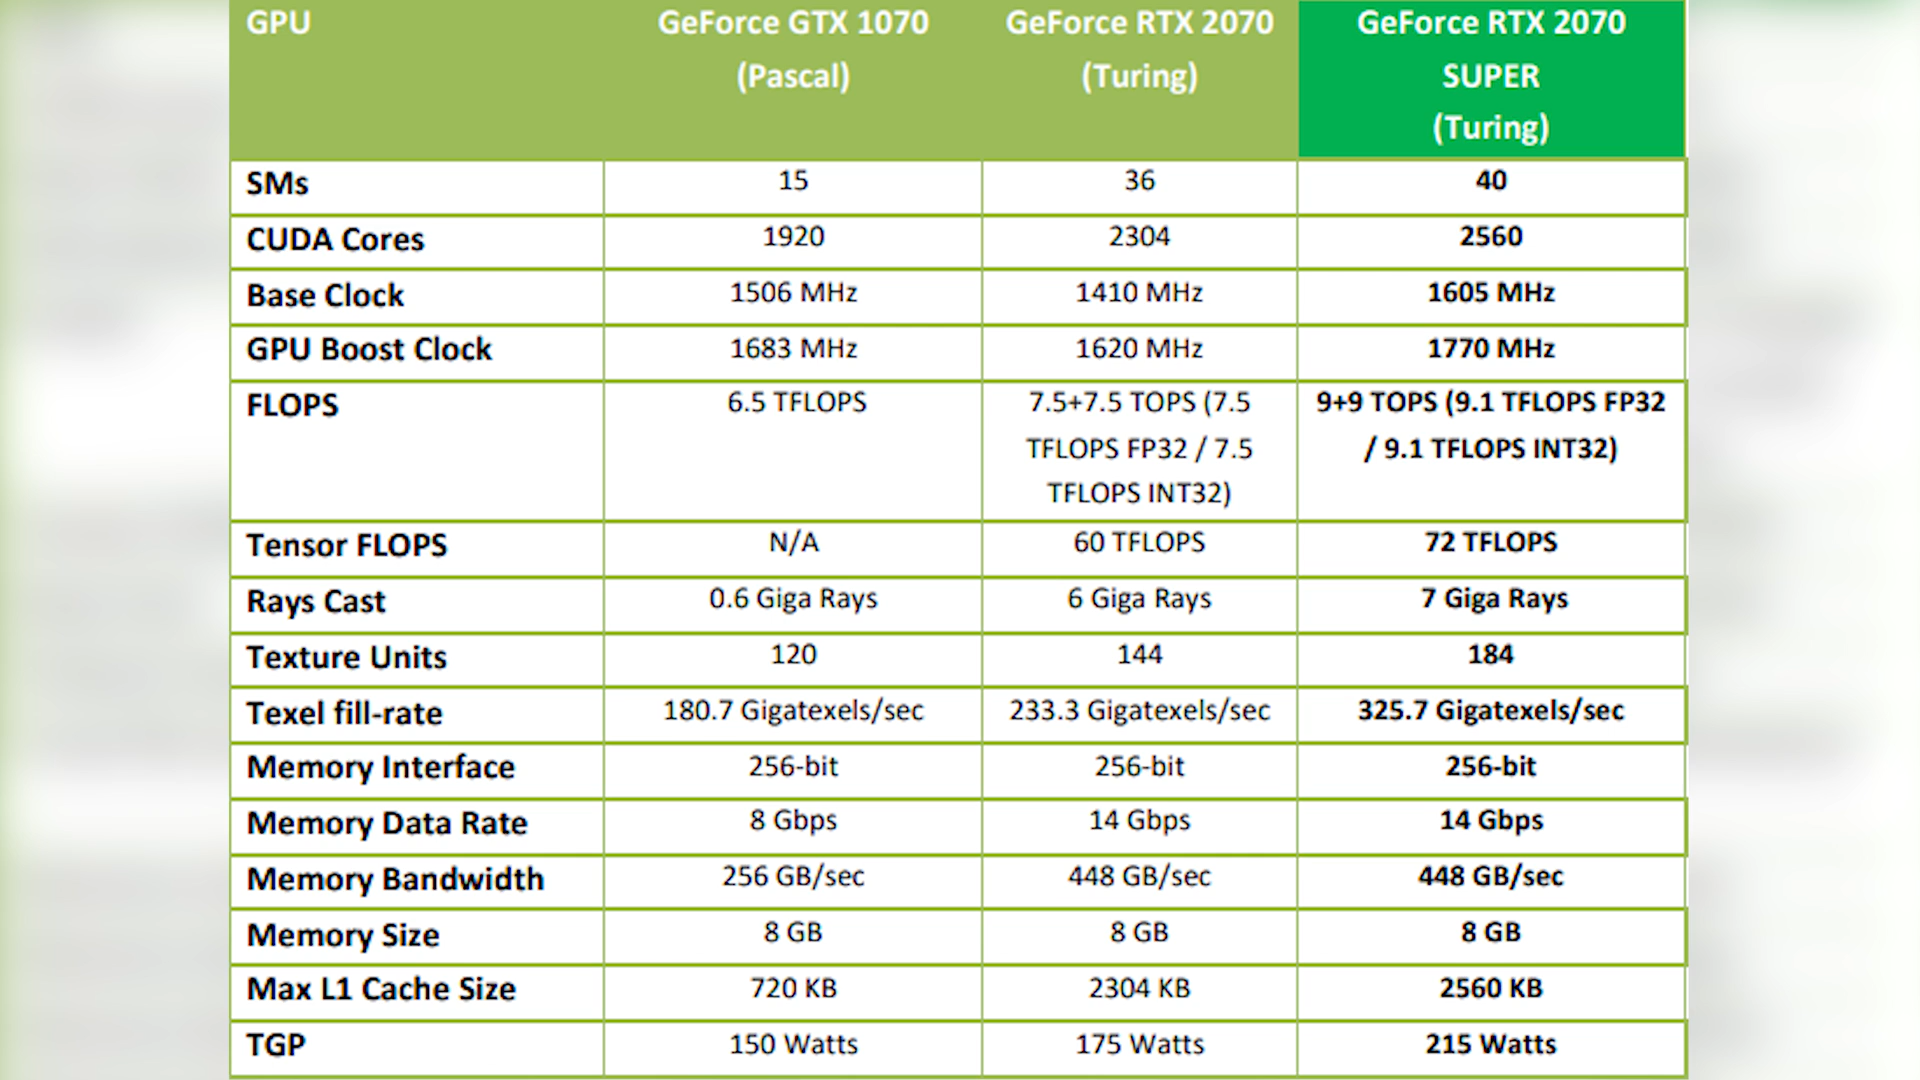 GPU GeForce GTX 1070 GeForce RTX 2070 GeForce RTX 2070
(Pascal) (Turing) SUPER
(Turing)
SMs 15 36 40
CUDA Cores 1920 2304 2560
Base Clock 1506 MHz 1410 MHz 1605 MHz
GPU Boost Clock 1683 MHz 1620 MHz 1770 MHz
FLOPS 6.5 TFLOPS 7.5+7.5 TOPS (7.5 9+9 TOPS (9.1 TFLOPS FP32
TFLOPS FP32 / 7.5 / 9.1 TFLOPS INT32)
TFLOPS INT32)
Tensor FLOPS N/A 60 TFLOPS 72 TFLOPS
Rays Cast 0.6 Giga Rays 6 Giga Rays 7 Giga Rays
Texture Units 120 144 184
Texel fill-rate 180.7 Gigatexels/sec 233.3 Gigatexels/sec 325.7 Gigatexels/sec
Memory Interface 256-bit 256-bit 256-bit
Memory Data Rate 8 Gbps 14 Gbps 14 Gbps
Memory Bandwidth 256 GB/sec 448 GB/sec 448 GB/sec
Memory Size 8 GB 8 GB 8 GB
Max L1 Cache Size 720 KB 2304 KB 2560 KB
TGP 150 Watts 175 Watts 215 Watts